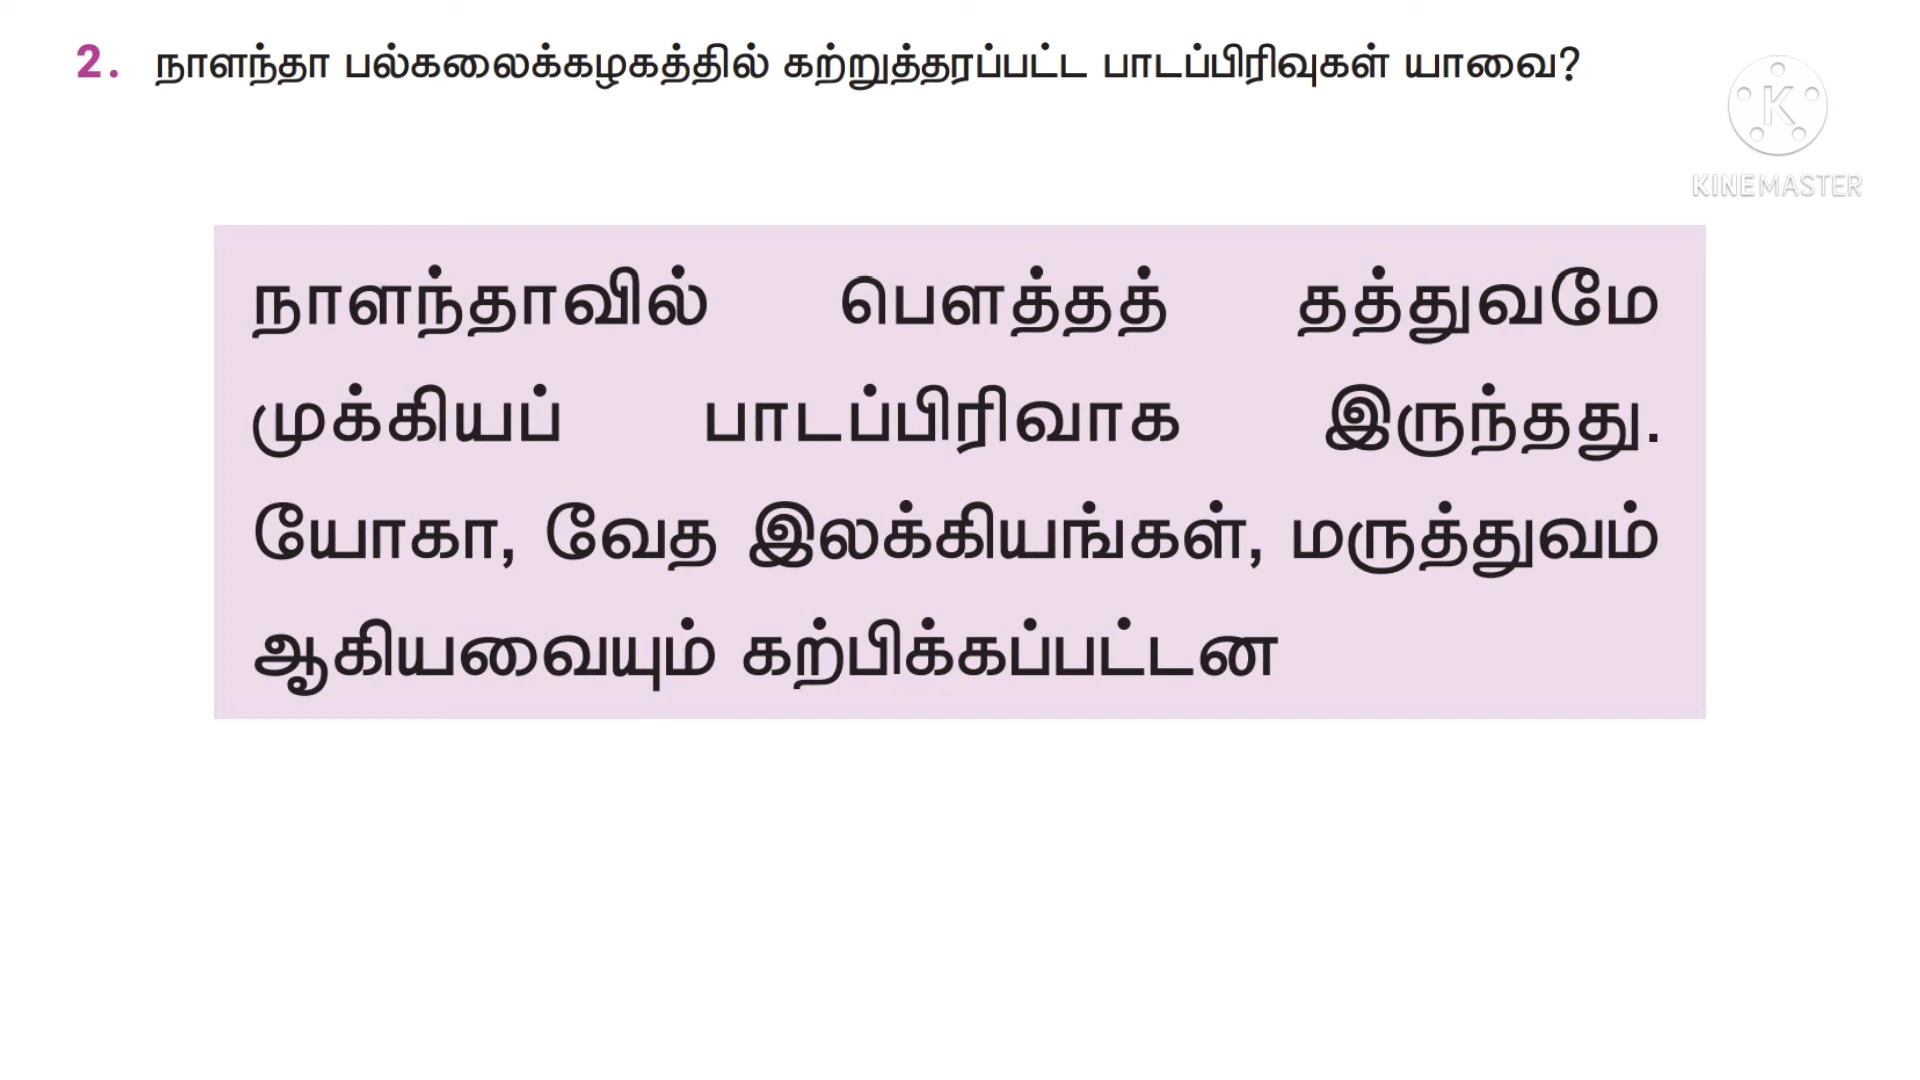 2. நாளந்தா பல்கலைக்கழகத்தில் கற்றுத்தரப்பட்ட பாடப்பிரிவுகள் யாவை?
KINEMASTER
நாளந்தாவில் பௌத்தத் தத்துவமே
முக்கியப் பாடப்பிரிவாக இருந்தது.
யோகா, வேத இலக்கியங்கள், மருத்துவம்
ஆகியவையும் கற்பிக்கப்பட்டன